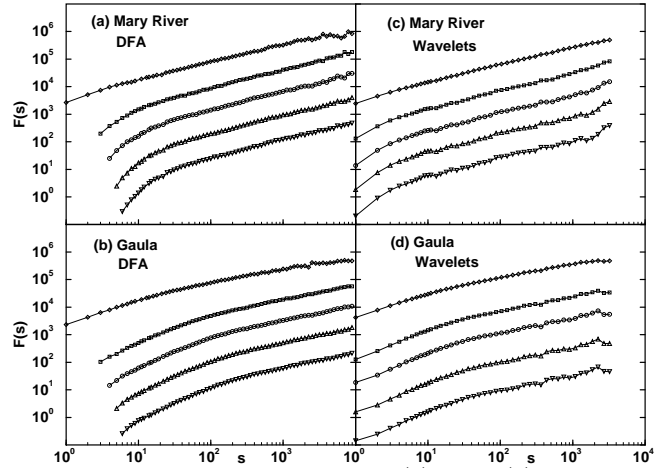 (a) Mary River
DFA
(c) Mary River
Wavelets
F(s)
10^6
10^5
10^4
10^3
10^2
10^1
10^0
(b) Gaula
DFA
(d) Gaula
Wavelets
F(s)
10^6
10^5
10^4
10^3
10^2
10^1
10^0
10^0 10^1 10^2 s 10^3 10^0 10^1 10^2 s 10^3 10^4